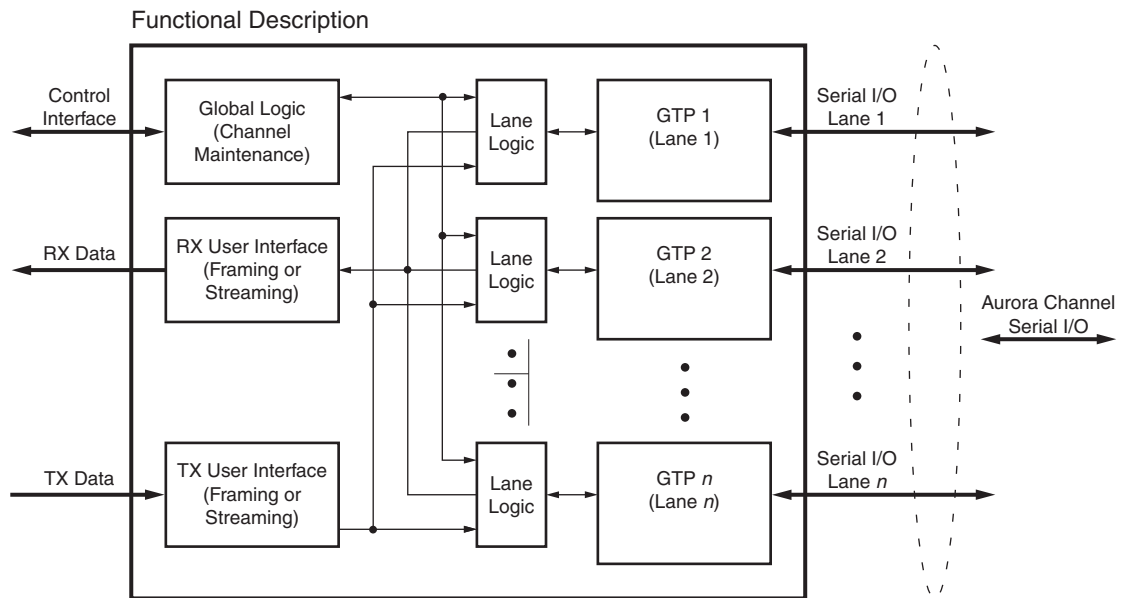 Functional Description
Control
Interface
Global Logic
(Channel
Maintenance)
Lane
Logic
GTP 1
(Lane 1)
Serial I/O
Lane 1
RX Data
RX User Interface
(Framing or
Streaming)
Lane
Logic
GTP 2
(Lane 2)
Serial I/O
Lane 2
Aurora Channel
Serial I/O
TX Data
TX User Interface
(Framing or
Streaming)
Lane
Logic
GTP n
(Lane n)
Serial I/O
Lane n